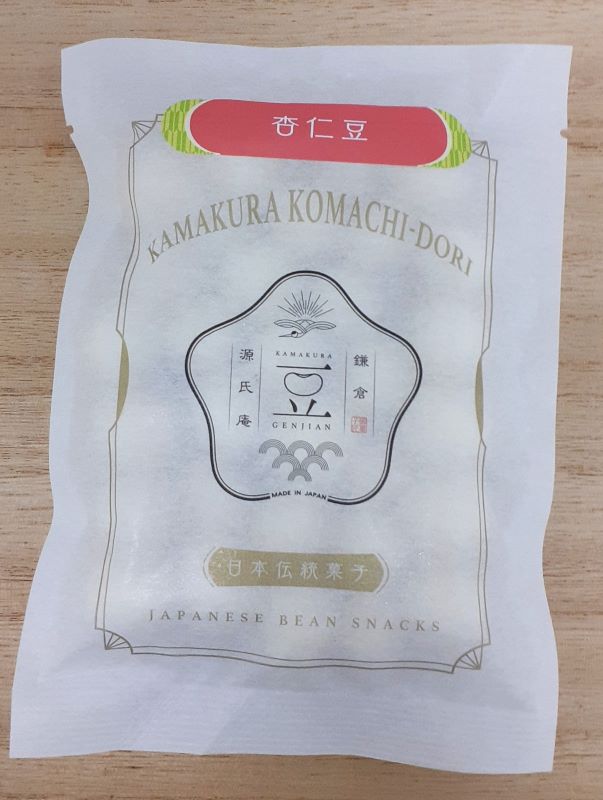 杏仁豆
KAMAKURA KOMACHI-DORI
鎌倉
源氏庵
KAMAKURA
豆
GENJIAN
MADE IN JAPAN
日本伝統菓子
JAPANESE BEAN SNACKS